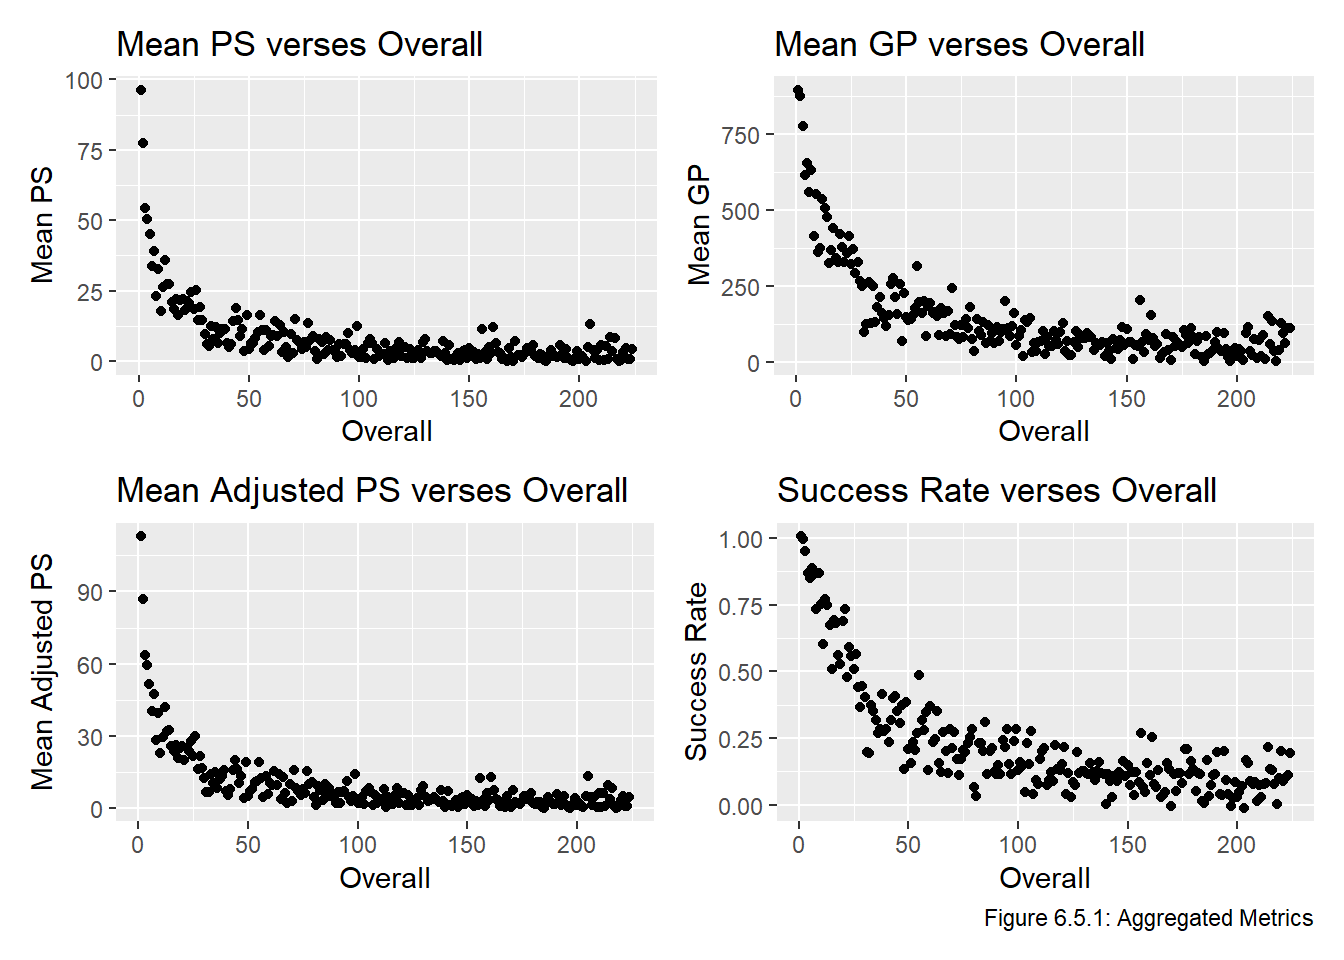 Mean PS verses Overall
100
75
50
25
0
Mean PS
0 50 100 150 200
Overall
Mean GP verses Overall
750
500
250
0
Mean GP
0 50 100 150 200
Overall
Mean Adjusted PS verses Overall
90
60
30
0
Mean Adjusted PS
0 50 100 150 200
Overall
Success Rate verses Overall
1.00
0.75
0.50
0.25
0.00
Success Rate
0 50 100 150 200
Overall
Figure 6.5.1: Aggregated Metrics